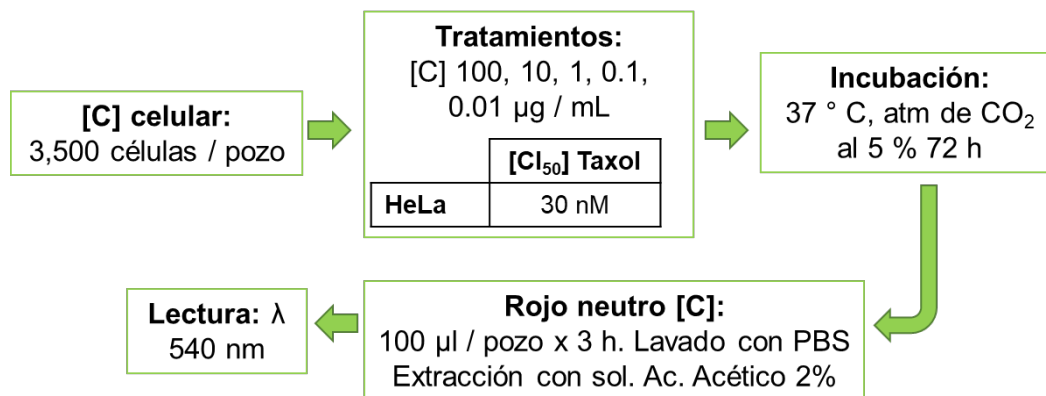 [C] celular:
3,500 células / pozo
Tratamientos:
[C] 100, 10, 1, 0.1,
0.01 µg / mL
[CI₅₀] Taxol
HeLa
30 nM
Incubación:
37 ° C, atm de CO₂
al 5 % 72 h
Rojo neutro [C]:
100 µl / pozo x 3 h. Lavado con PBS
Extracción con sol. Ac. Acético 2%
Lectura: λ
540 nm